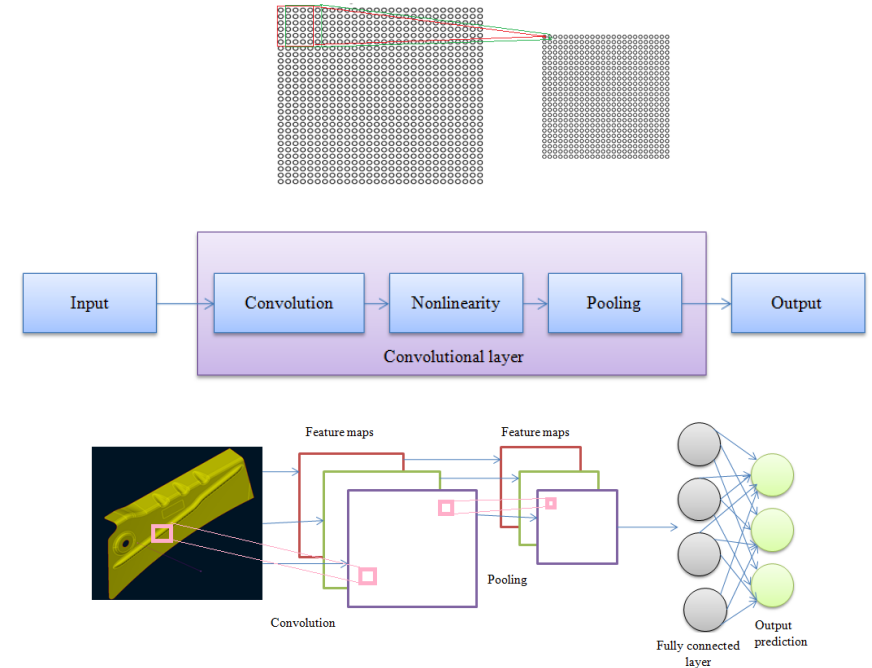 Input
Convolution
Nonlinearity
Pooling
Output
Convolutional layer
Feature maps
Feature maps
Pooling
Convolution
Fully connected
layer
Output
prediction